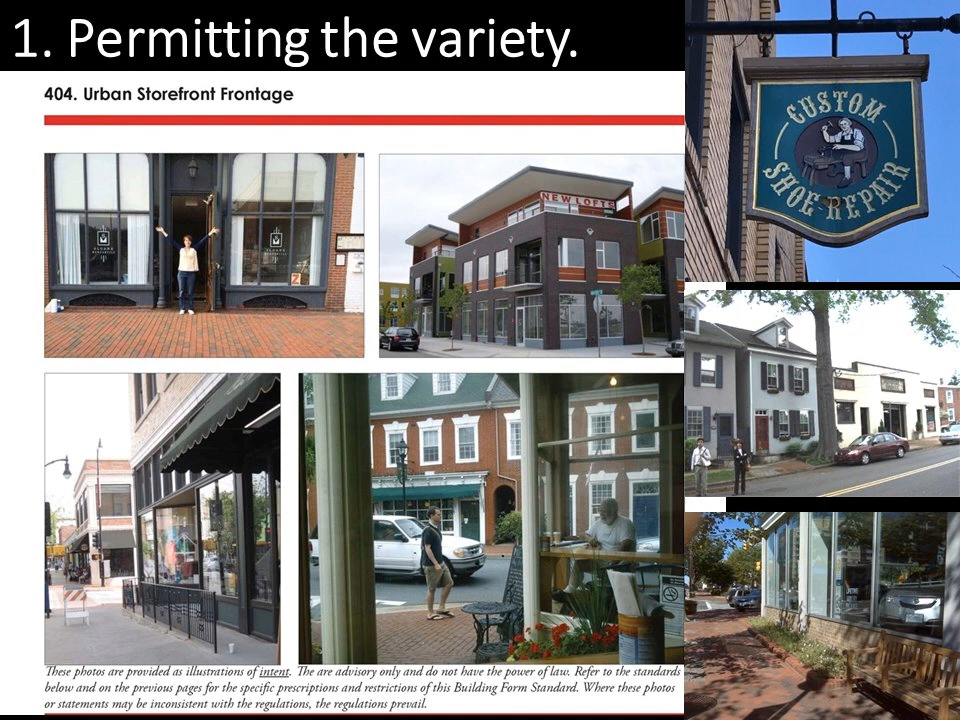 1. Permitting the variety.
404. Urban Storefront Frontage
NEW LOFTS
CUSTOM
SHOE-REPAIR
These photos are provided as illustrations of intent. The are advisory only and do not have the power of law. Refer to the standards
below and on the previous pages for the specific prescriptions and restrictions of this Building Form Standard. Where these photos
or statements may be inconsistent with the regulations, the regulations prevail.